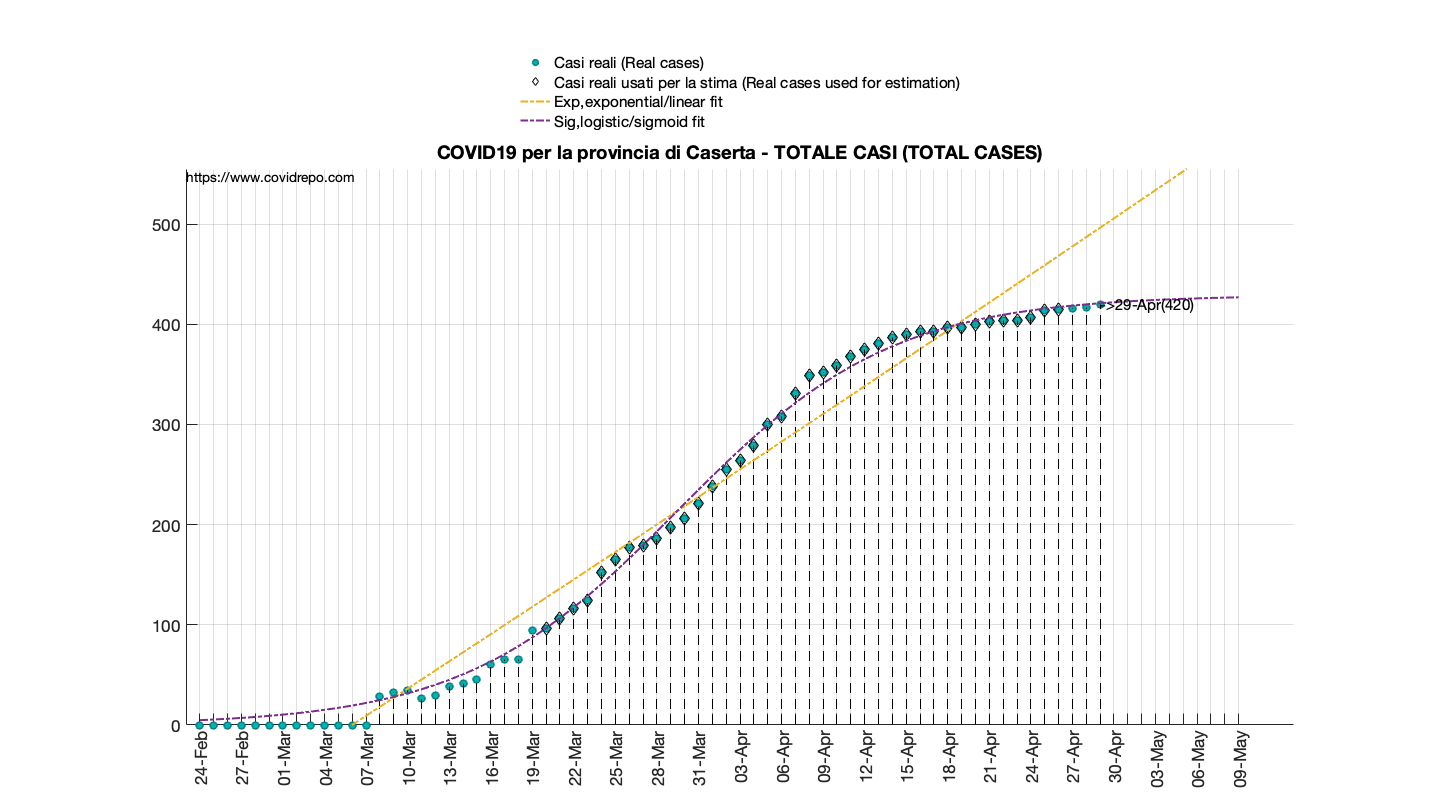 Casi reali (Real cases)
Casi reali usati per la stima (Real cases used for estimation)
Exp,exponential/linear fit
Sig,logistic/sigmoid fit
COVID19 per la provincia di Caserta - TOTALE CASI (TOTAL CASES)
https://www.covidrepo.com
500
400
300
200
100
0
>29-Apr(420)
24-Feb
27-Feb
01-Mar
04-Mar
07-Mar
10-Mar
13-Mar
16-Mar
19-Mar
22-Mar
25-Mar
28-Mar
31-Mar
03-Apr
06-Apr
09-Apr
12-Apr
15-Apr
18-Apr
21-Apr
24-Apr
27-Apr
30-Apr
03-May
06-May
09-May